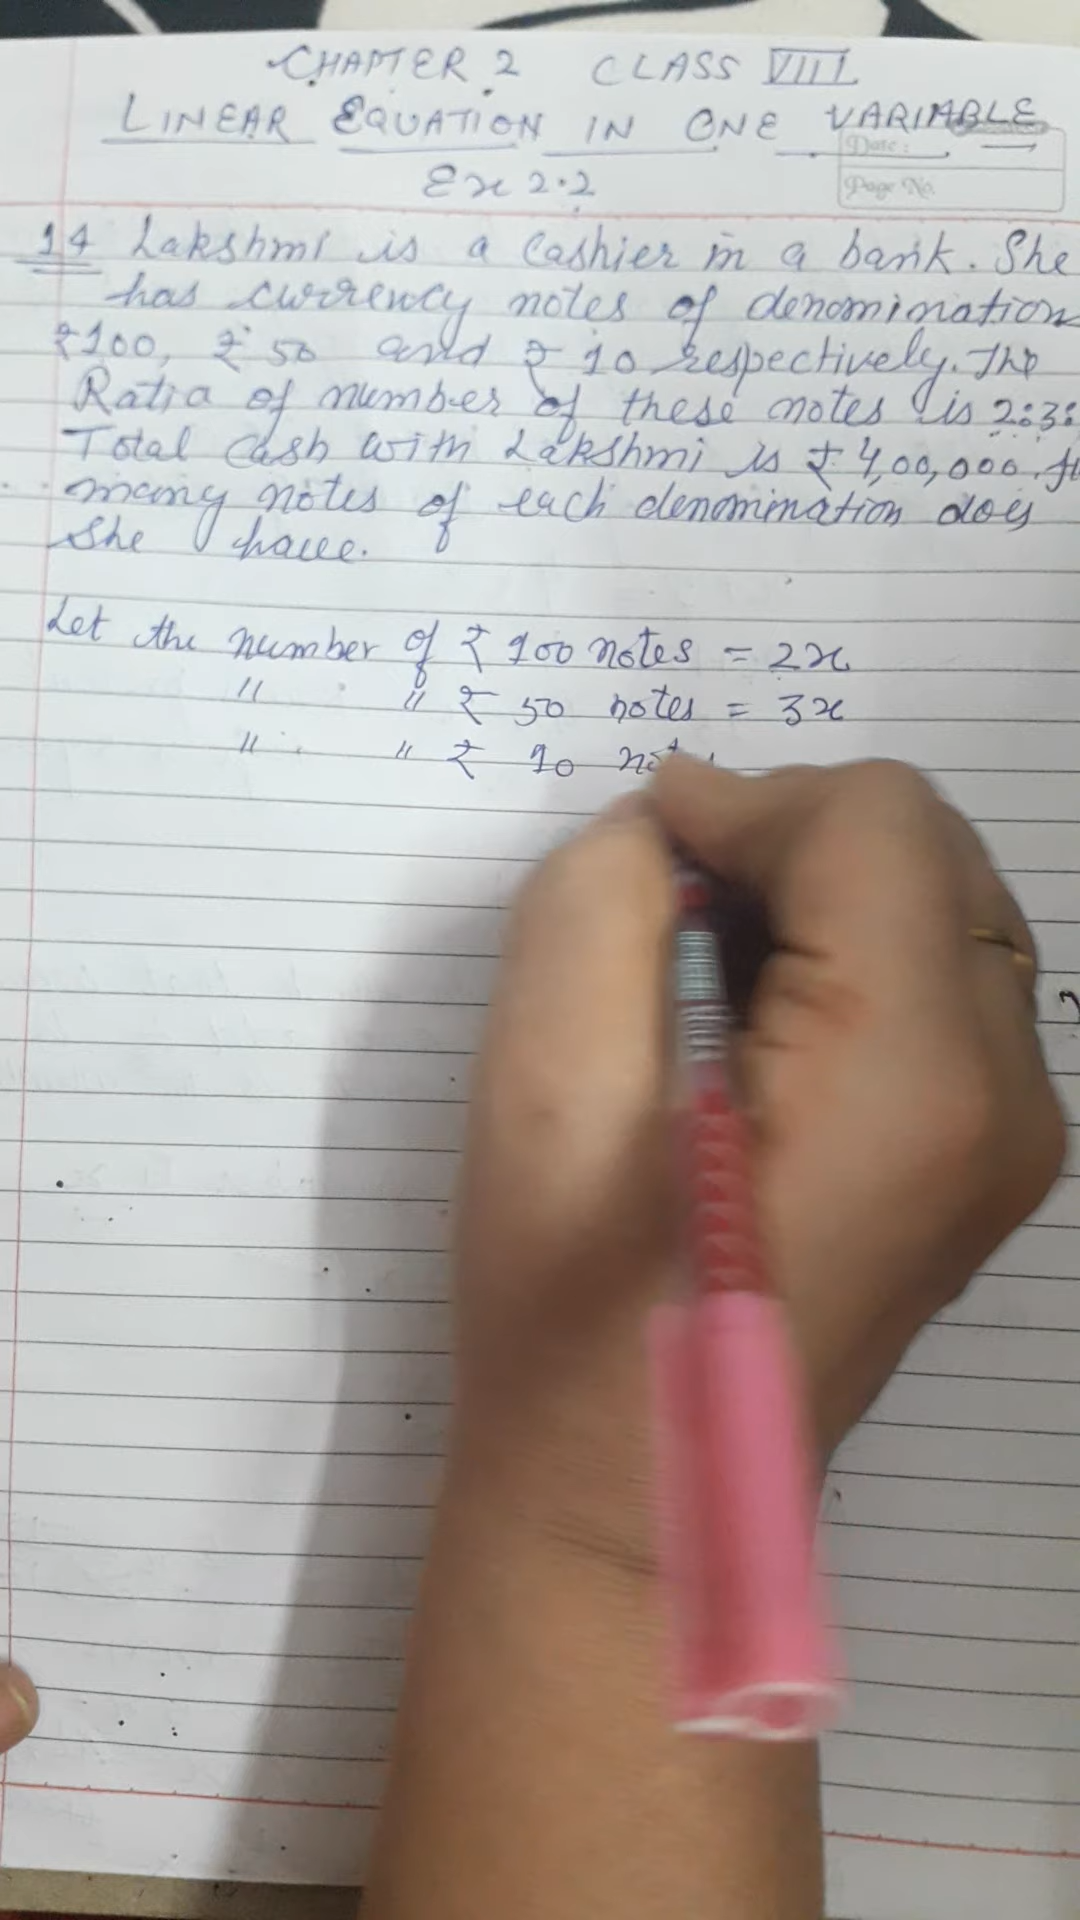 CHAPTER 2 CLASS VIII
LINEAR EQUATION IN ONE VARIABLE
Date:
Page No.
Ex 2.2
14 Lakshmi is a Cashier in a bank. She
has currency notes of denomination
₹100, ₹ 50 and ₹ 10 respectively. The
Ratio of number of these notes is 2:3:
Total Cash with Lakshmi is ₹ 4,00,000.
many notes of each denomination does
She have.
Let the number of ₹ 100 notes = 2x
" " ₹ 50 notes = 3x
" " ₹ 10